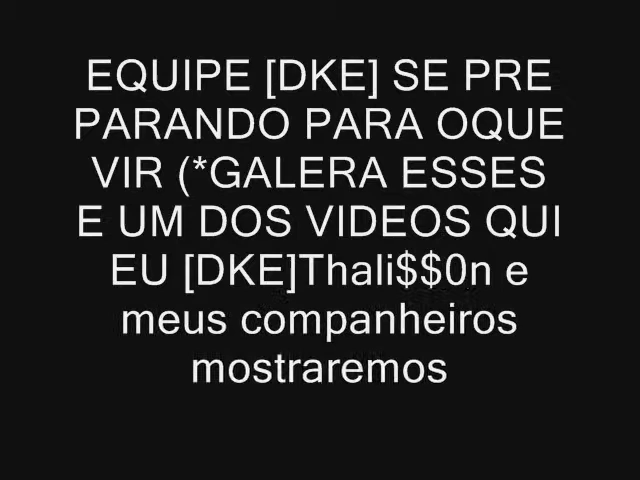 EQUIPE [DKE] SE PRE
PARANDO PARA OQUE
VIR (*GALERA ESSES
E UM DOS VIDEOS QUI
EU [DKE]Thali$$0n e
meus companheiros
mostraremos